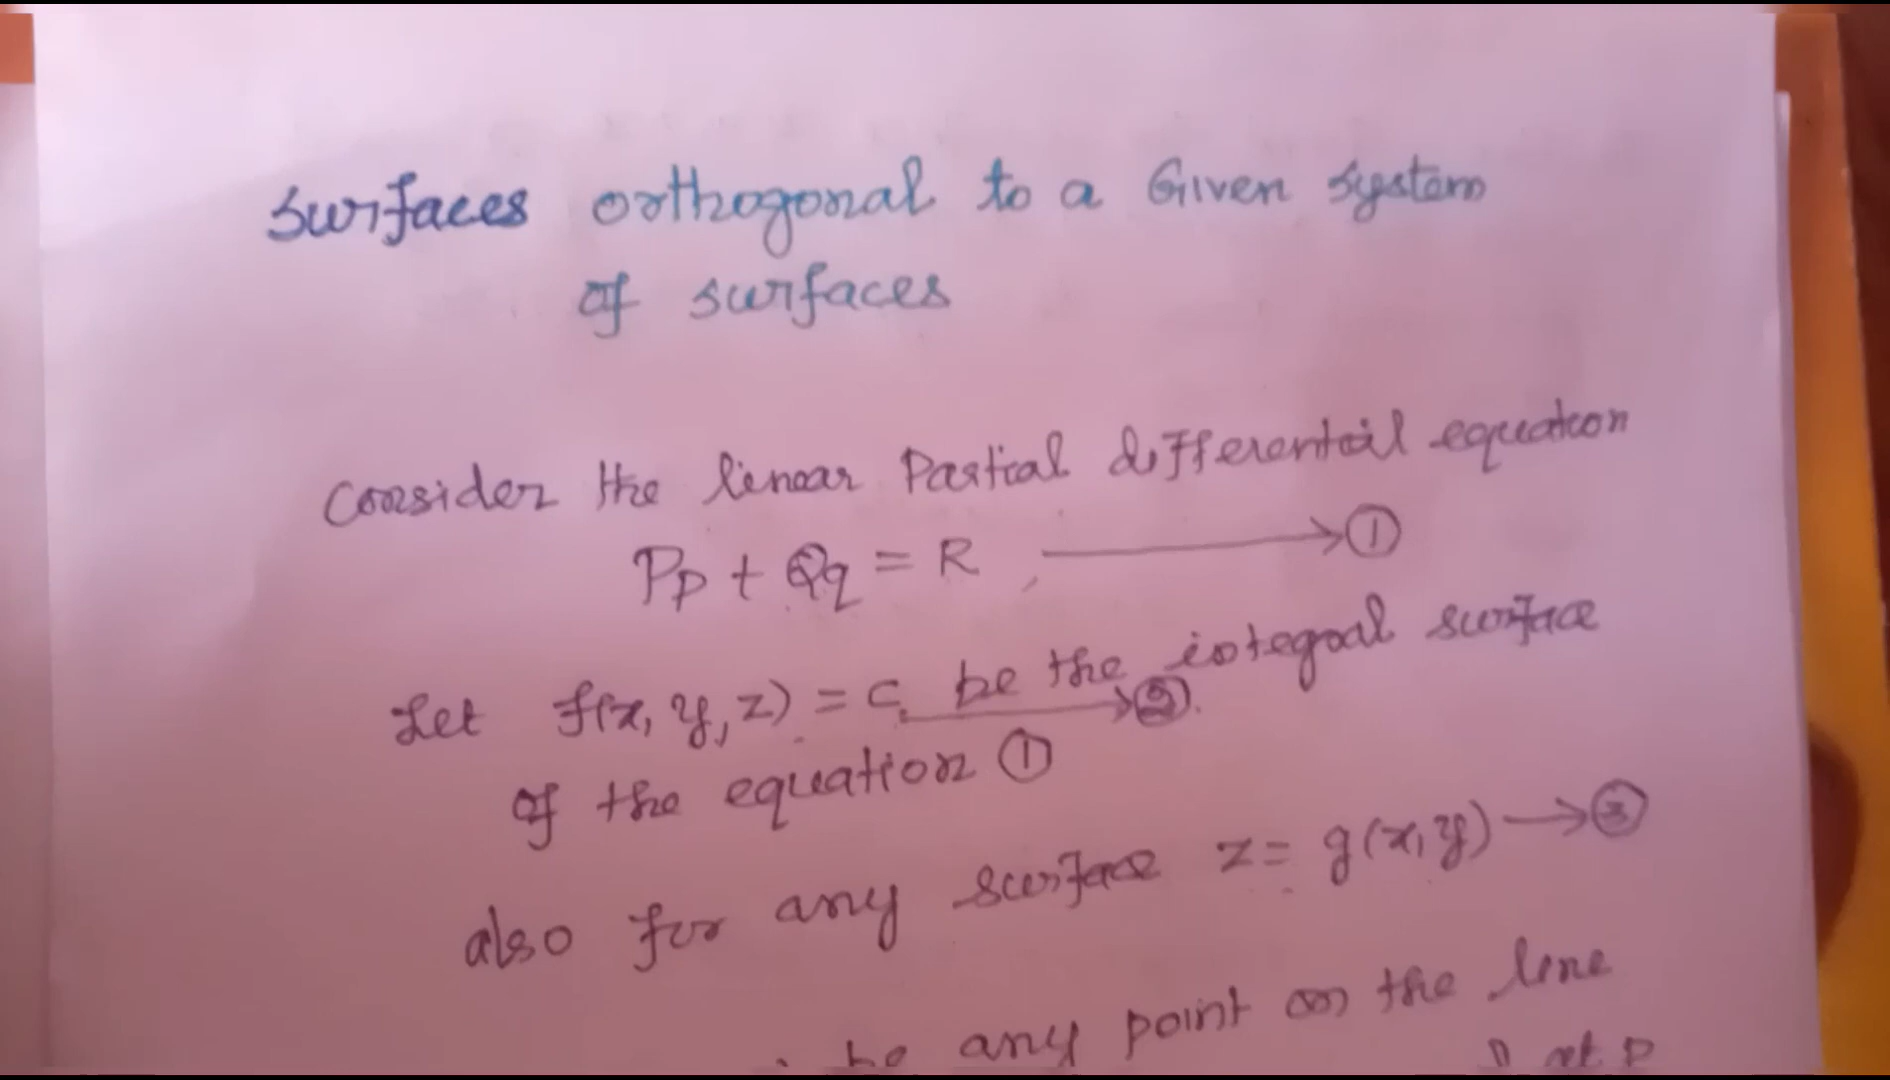 Surfaces orthogonal to a Given system
of surfaces
Consider the linear Partial differential equation
Pp + Qq = R → ①
Let f(x, y, z) = c be the integral surface → ②
of the equation ①
also for any surface z = g(x, y) → ③
be any point on the line
at P